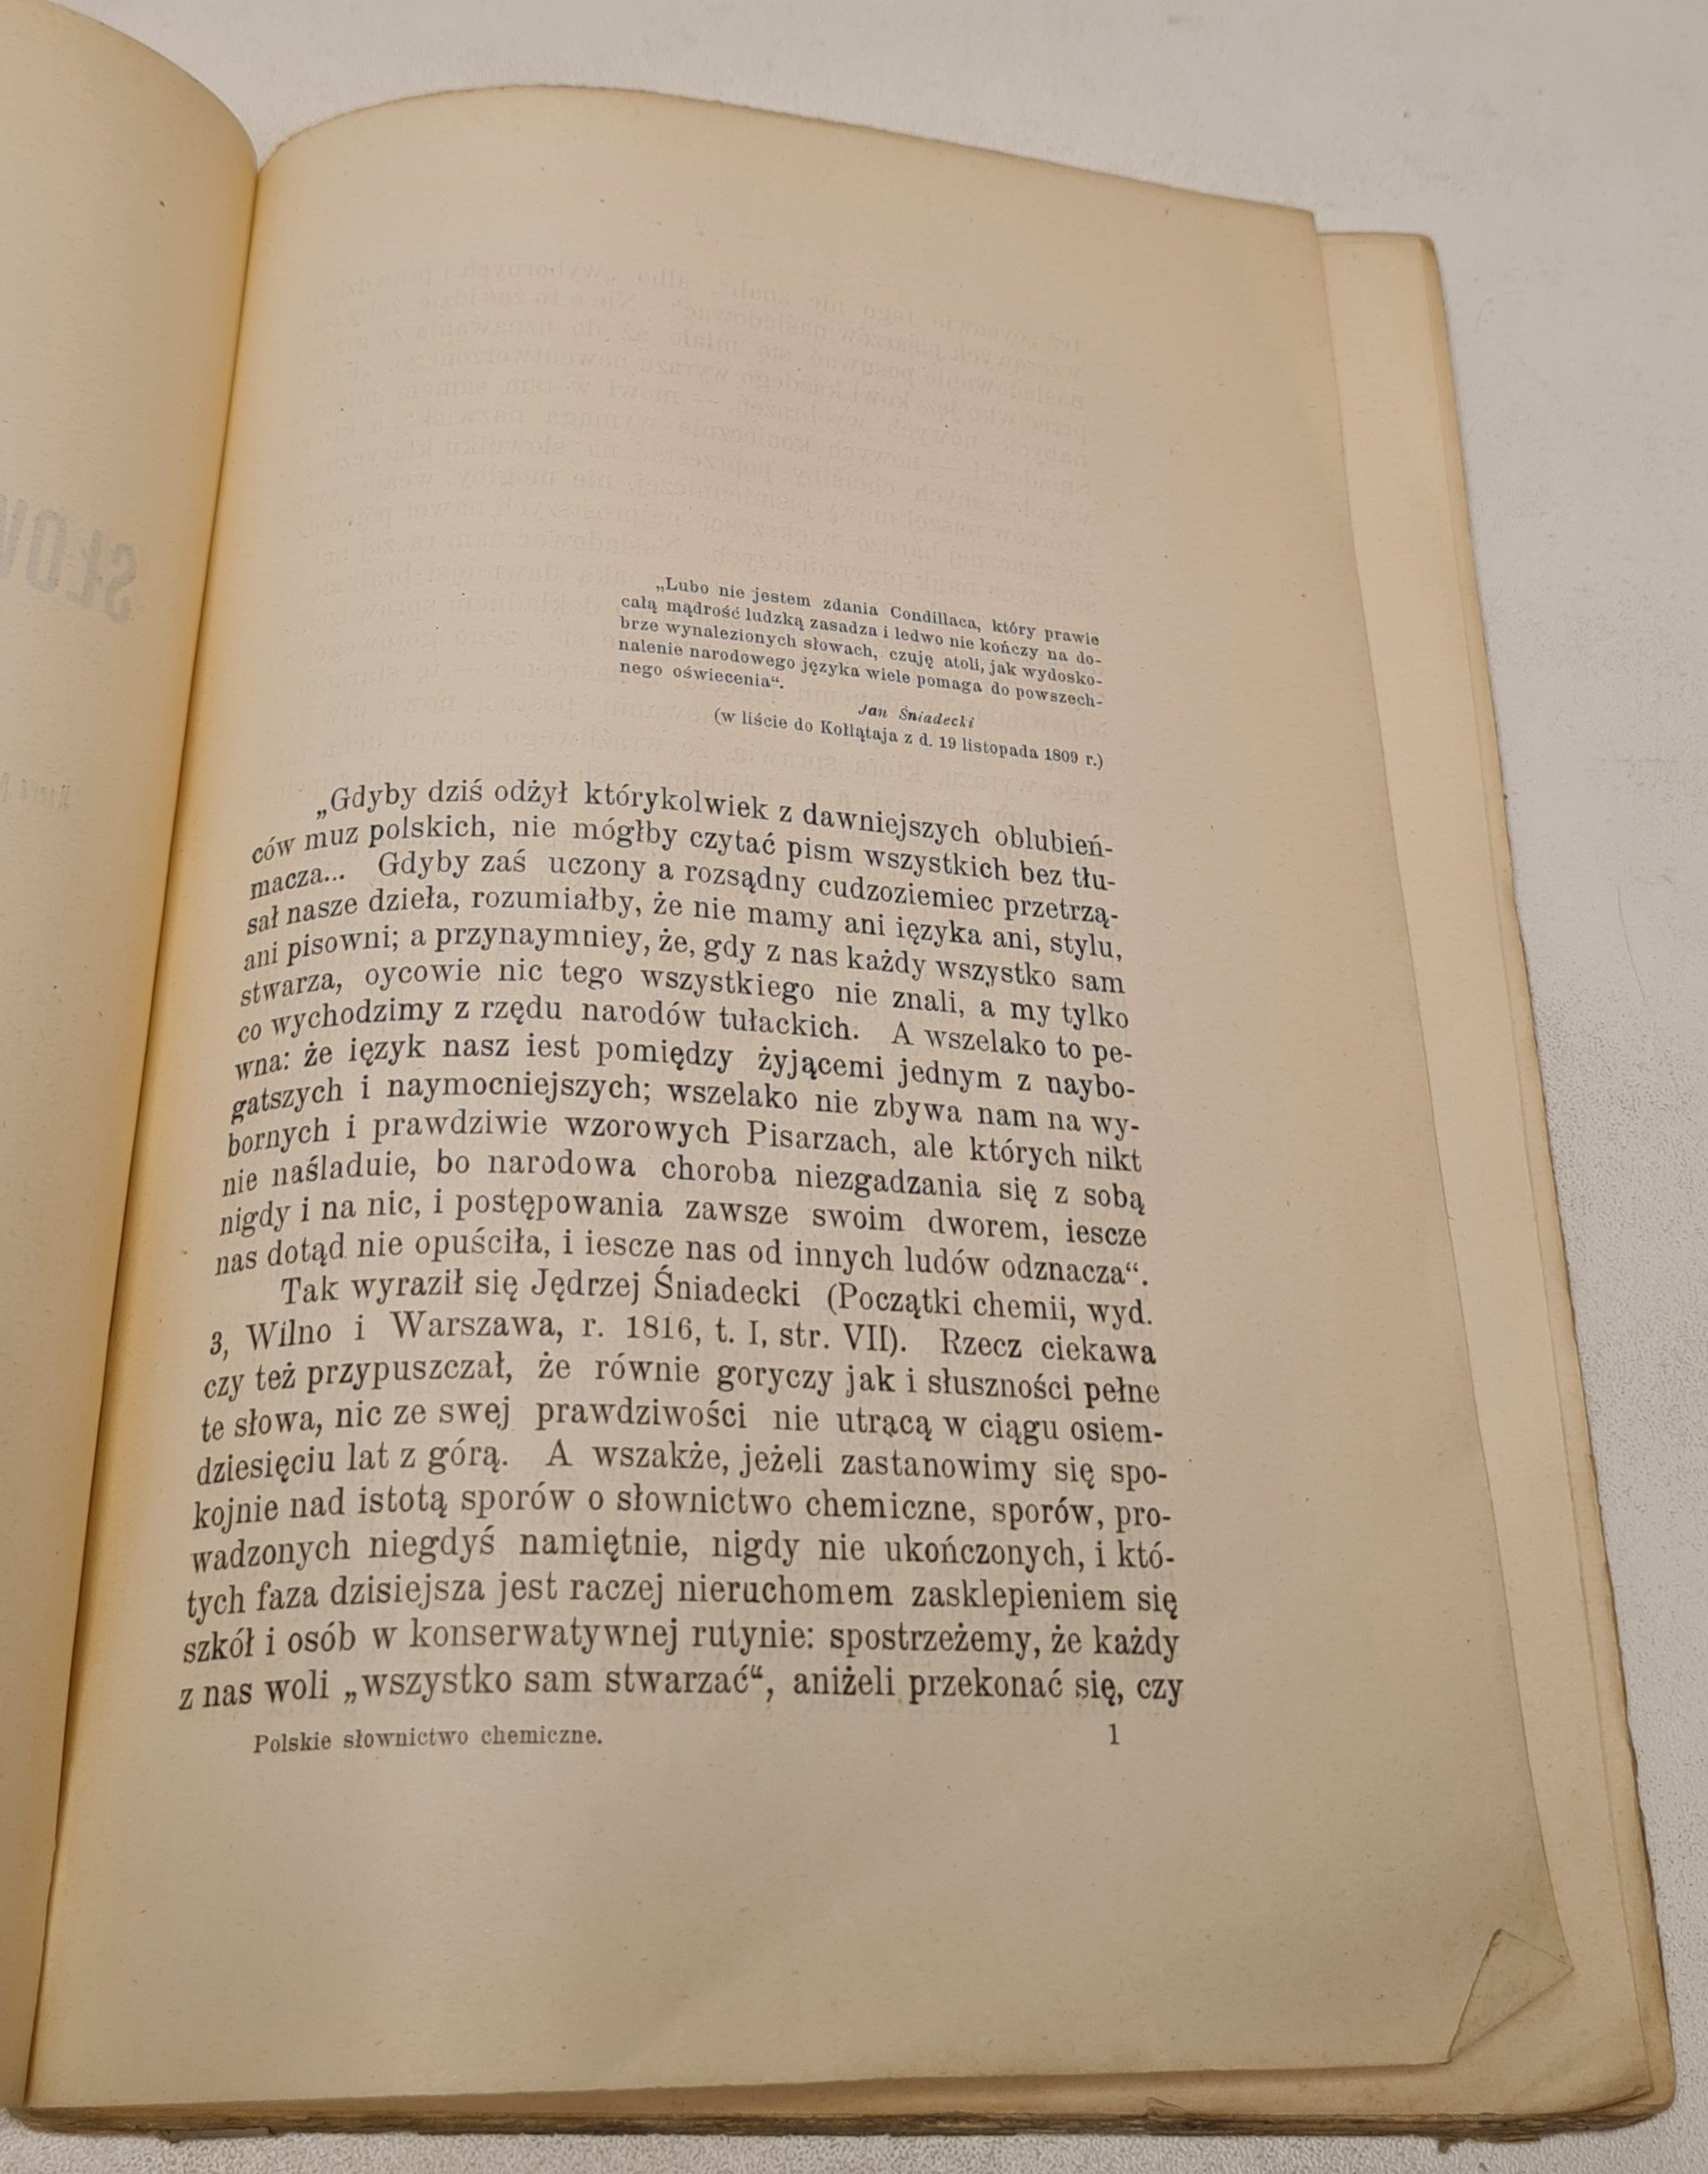 „Lubo nie jestem zdania Condillaca, który prawie
całą mądrość ludzką zasadza i ledwo nie kończy na do-
brze wynalezionych słowach, czuję atoli, jak wydosko-
nalenie narodowego języka wiele pomaga do powszech-
nego oświecenia“.
Jan Śniadecki
(w liście do Kołłątaja z d. 19 listopada 1809 r.)
„Gdyby dziś odżył którykolwiek z dawniejszych oblubień-
ców muz polskich, nie mógłby czytać pism wszystkich bez tłu-
macza... Gdyby zaś uczony a rozsądny cudzoziemiec przetrzą-
sał nasze dzieła, rozumiałby, że nie mamy ani ięzyka ani, stylu,
ani pisowni; a przynaymniey, że, gdy z nas każdy wszystko sam
stwarza, oycowie nic tego wszystkiego nie znali, a my tylko
co wychodzimy z rzędu narodów tułackich. A wszelako to pe-
wna: że ięzyk nasz iest pomiędzy żyjącemi jednym z naybo-
gatszych i naymocniejszych; wszelako nie zbywa nam na wy-
bornych i prawdziwie wzorowych Pisarzach, ale których nikt
nie naśladuie, bo narodowa choroba niezgadzania się z sobą
nigdy i na nic, i postępowania zawsze swoim dworem, iescze
nas dotąd nie opuściła, i iescze nas od innych ludów odznacza“.
Tak wyraził się Jędrzej Śniadecki (Początki chemii, wyd.
3, Wilno i Warszawa, r. 1816, t. I, str. VII). Rzecz ciekawa
czy też przypuszczał, że równie goryczy jak i słuszności pełne
te słowa, nic ze swej prawdziwości nie utrącą w ciągu osiem-
dziesięciu lat z górą. A wszakże, jeżeli zastanowimy się spo-
kojnie nad istotą sporów o słownictwo chemiczne, sporów, pro-
wadzonych niegdyś namiętnie, nigdy nie ukończonych, i któ-
tych faza dzisiejsza jest raczej nieruchomem zasklepieniem się
szkół i osób w konserwatywnej rutynie: spostrzeżemy, że każdy
z nas woli „wszystko sam stwarzać“, aniżeli przekonać się, czy
Polskie słownictwo chemiczne. 1